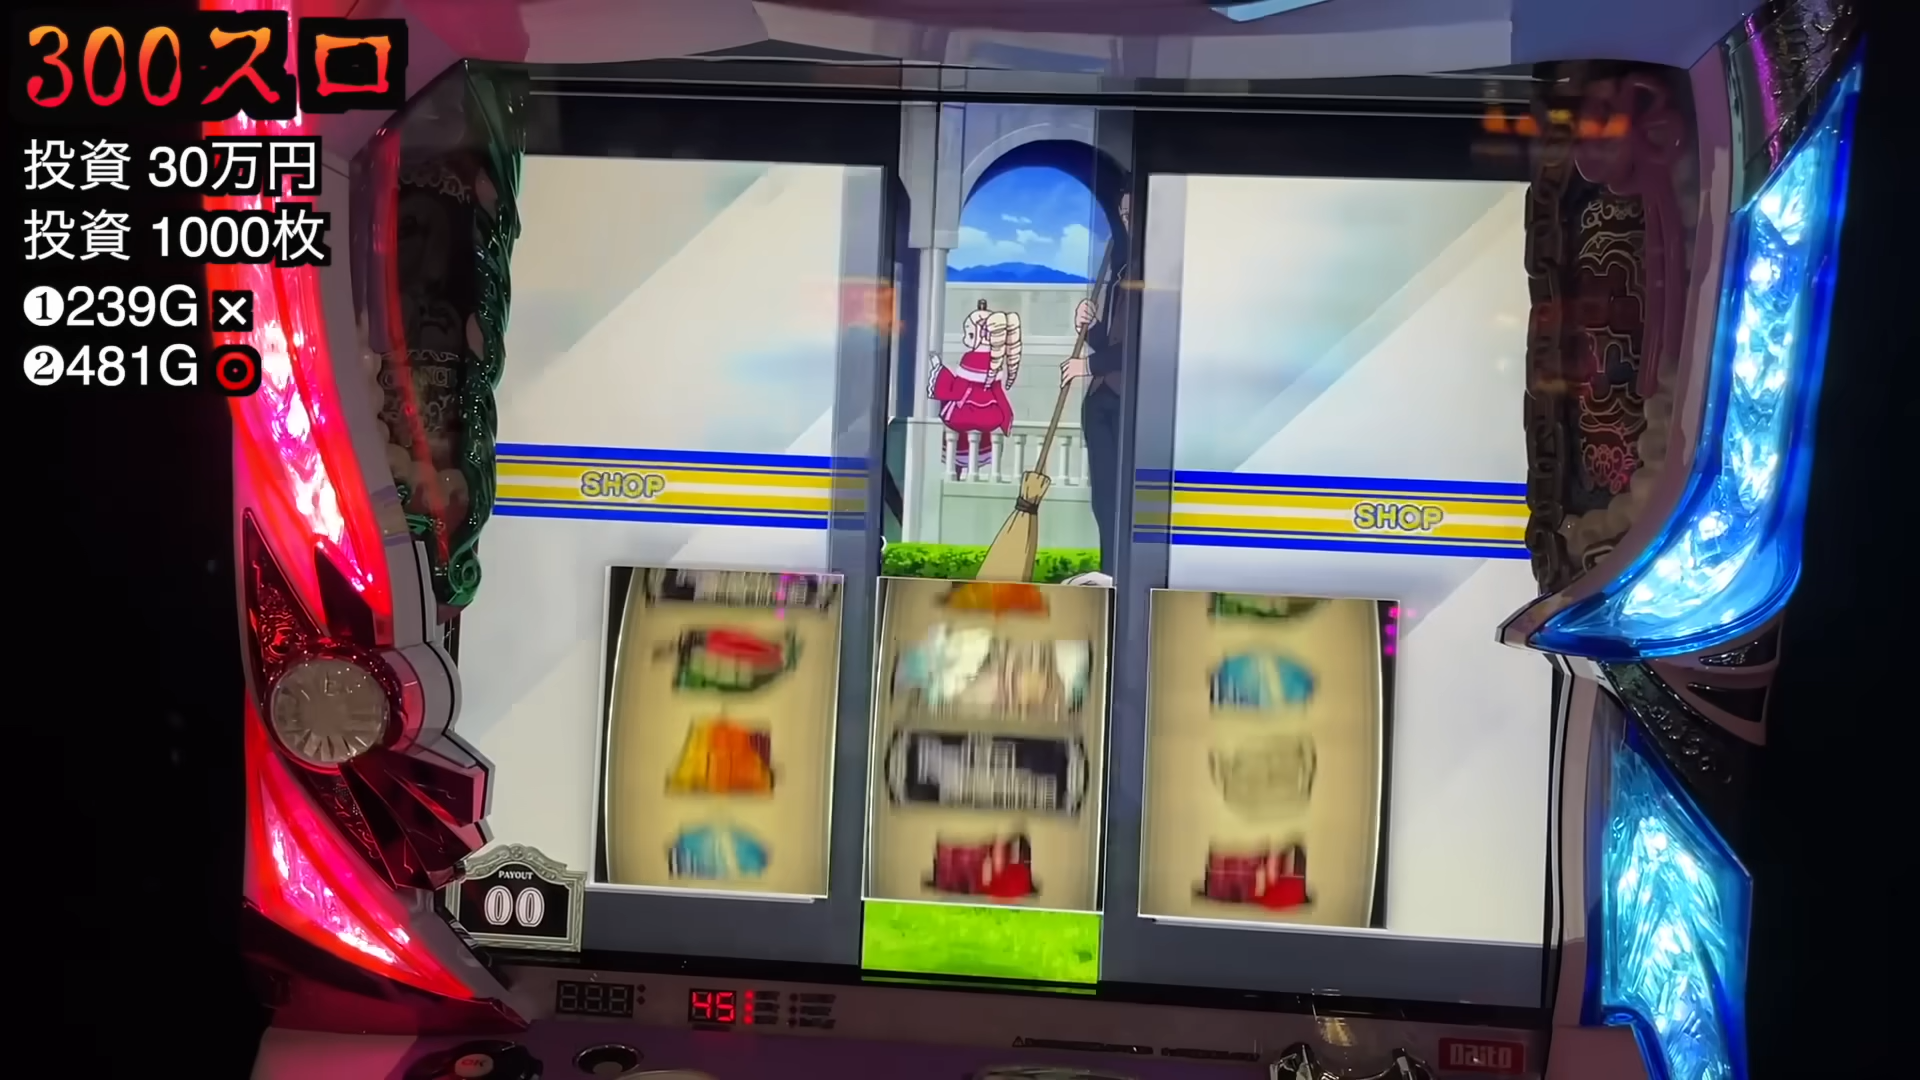 300スロ
投資 30万円
投資 1000枚
❶239G ×
❷481G ◎
SHOP
SHOP
PAYOUT
00
45
OK
Daito